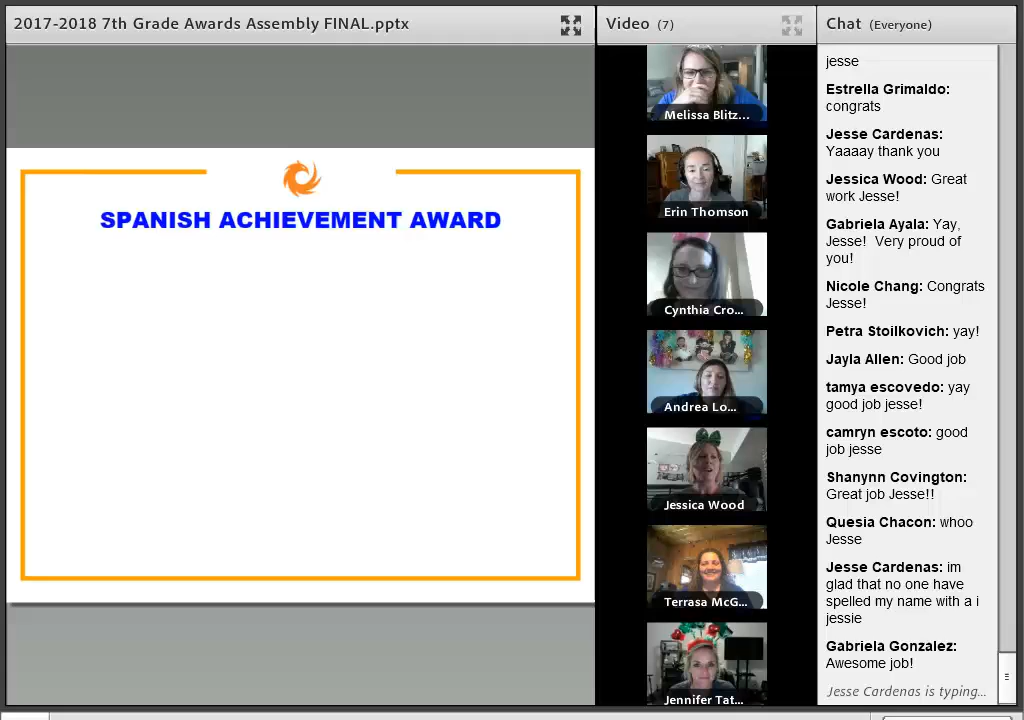 2017-2018 7th Grade Awards Assembly FINAL.pptx
SPANISH ACHIEVEMENT AWARD
Video (7)
Melissa Blitz...
Erin Thomson
Cynthia Cro...
Andrea Lo...
Jessica Wood
Terrasa McG...
Jennifer Tat...
Chat (Everyone)
jesse
Estrella Grimaldo:
congrats
Jesse Cardenas:
Yaaaay thank you
Jessica Wood: Great
work Jesse!
Gabriela Ayala: Yay,
Jesse! Very proud of
you!
Nicole Chang: Congrats
Jesse!
Petra Stoilkovich: yay!
Jayla Allen: Good job
tamya escovedo: yay
good job jesse!
camryn escoto: good
job jesse
Shanynn Covington:
Great job Jesse!!
Quesia Chacon: whoo
Jesse
Jesse Cardenas: im
glad that no one have
spelled my name with a i
jessie
Gabriela Gonzalez:
Awesome job!
Jesse Cardenas is typing...